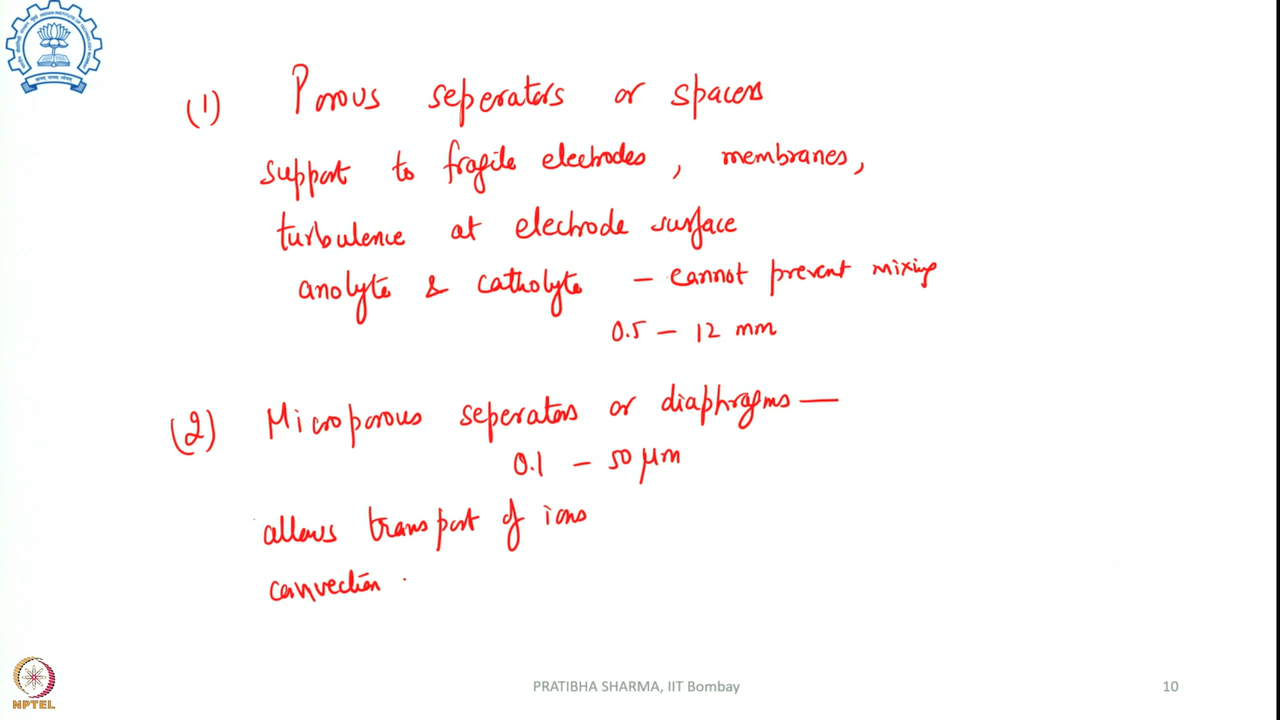 (1) Porous seperators or spacers
support to fragile electrodes, membranes,
turbulence at electrode surface
anolyte & catholyte – cannot prevent mixing
0.5 – 12 mm
(2) Microporous seperators or diaphragms —
0.1 – 50 μm
allows transport of ions
convection
NPTEL
PRATIBHA SHARMA, IIT Bombay
10